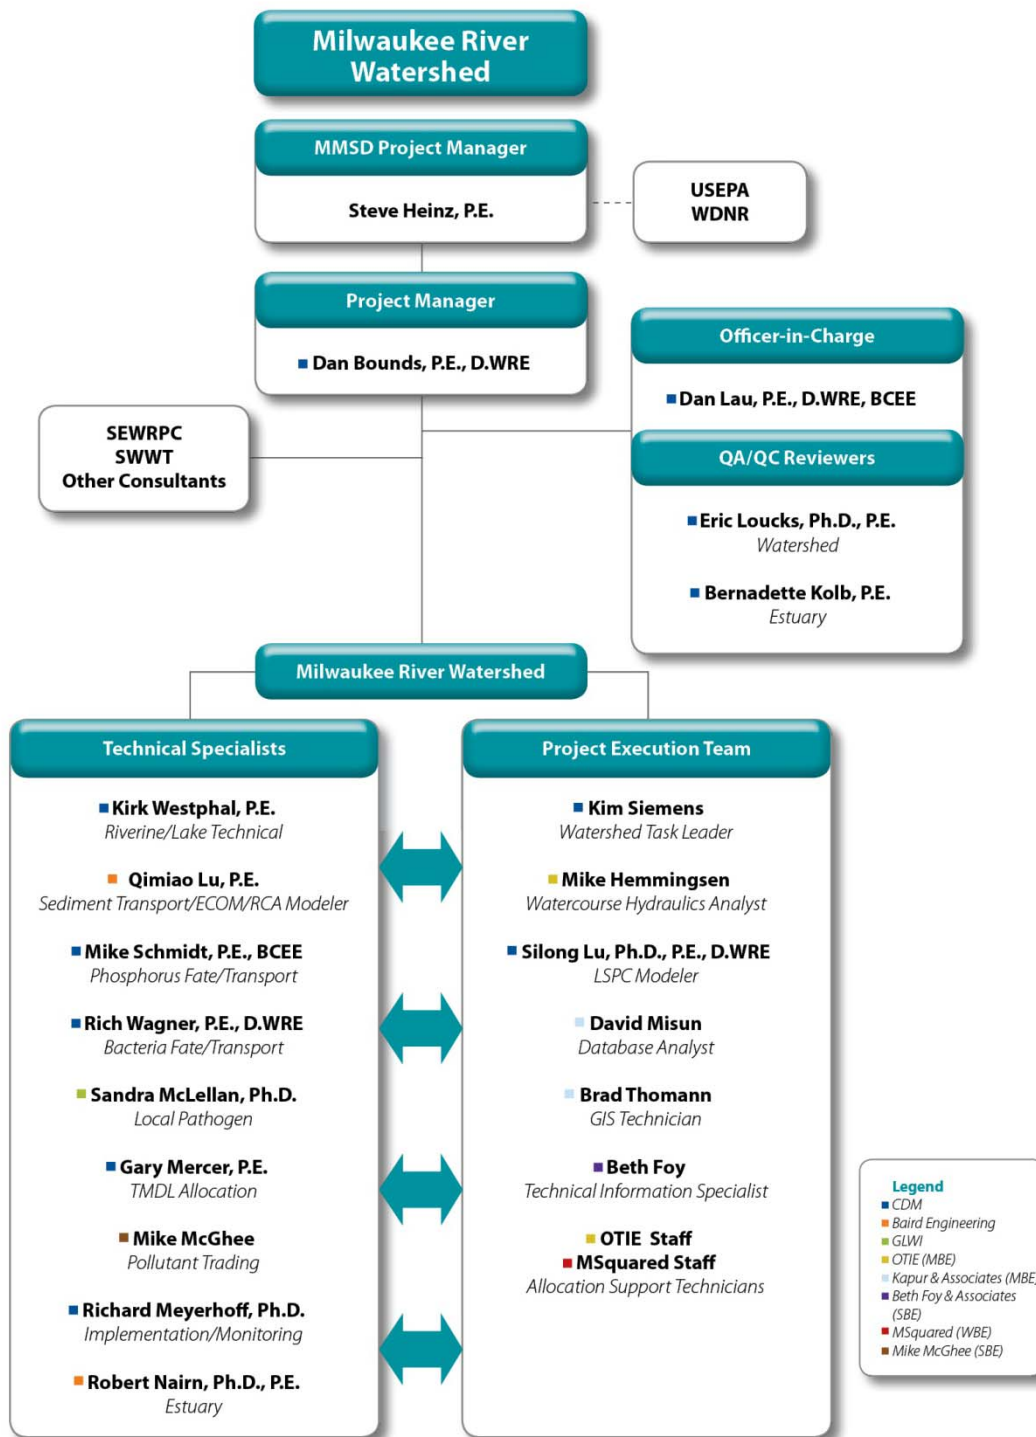 Milwaukee River
Watershed
MMSD Project Manager
Steve Heinz, P.E.
USEPA
WDNR
Project Manager
Dan Bounds, P.E., D.WRE
Officer-in-Charge
Dan Lau, P.E., D.WRE, BCEE
SEWRPC
SWWT
Other Consultants
QA/QC Reviewers
Eric Loucks, Ph.D., P.E.
Watershed
Bernadette Kolb, P.E.
Estuary
Milwaukee River Watershed
Technical Specialists
Kirk Westphal, P.E.
Riverine/Lake Technical
Qimiao Lu, P.E.
Sediment Transport/ECOM/RCA Modeler
Mike Schmidt, P.E., BCEE
Phosphorus Fate/Transport
Rich Wagner, P.E., D.WRE
Bacteria Fate/Transport
Sandra McLellan, Ph.D.
Local Pathogen
Gary Mercer, P.E.
TMDL Allocation
Mike McGhee
Pollutant Trading
Richard Meyerhoff, Ph.D.
Implementation/Monitoring
Robert Nairn, Ph.D., P.E.
Estuary
Project Execution Team
Kim Siemens
Watershed Task Leader
Mike Hemmingsen
Watercourse Hydraulics Analyst
Silong Lu, Ph.D., P.E., D.WRE
LSPC Modeler
David Misun
Database Analyst
Brad Thomann
GIS Technician
Beth Foy
Technical Information Specialist
OTIE Staff
MSquared Staff
Allocation Support Technicians
Legend
CDM
Baird Engineering
GLWI
OTIE (MBE)
Kapur & Associates (MBE)
Beth Foy & Associates
(SBE)
MSquared (WBE)
Mike McGhee (SBE)